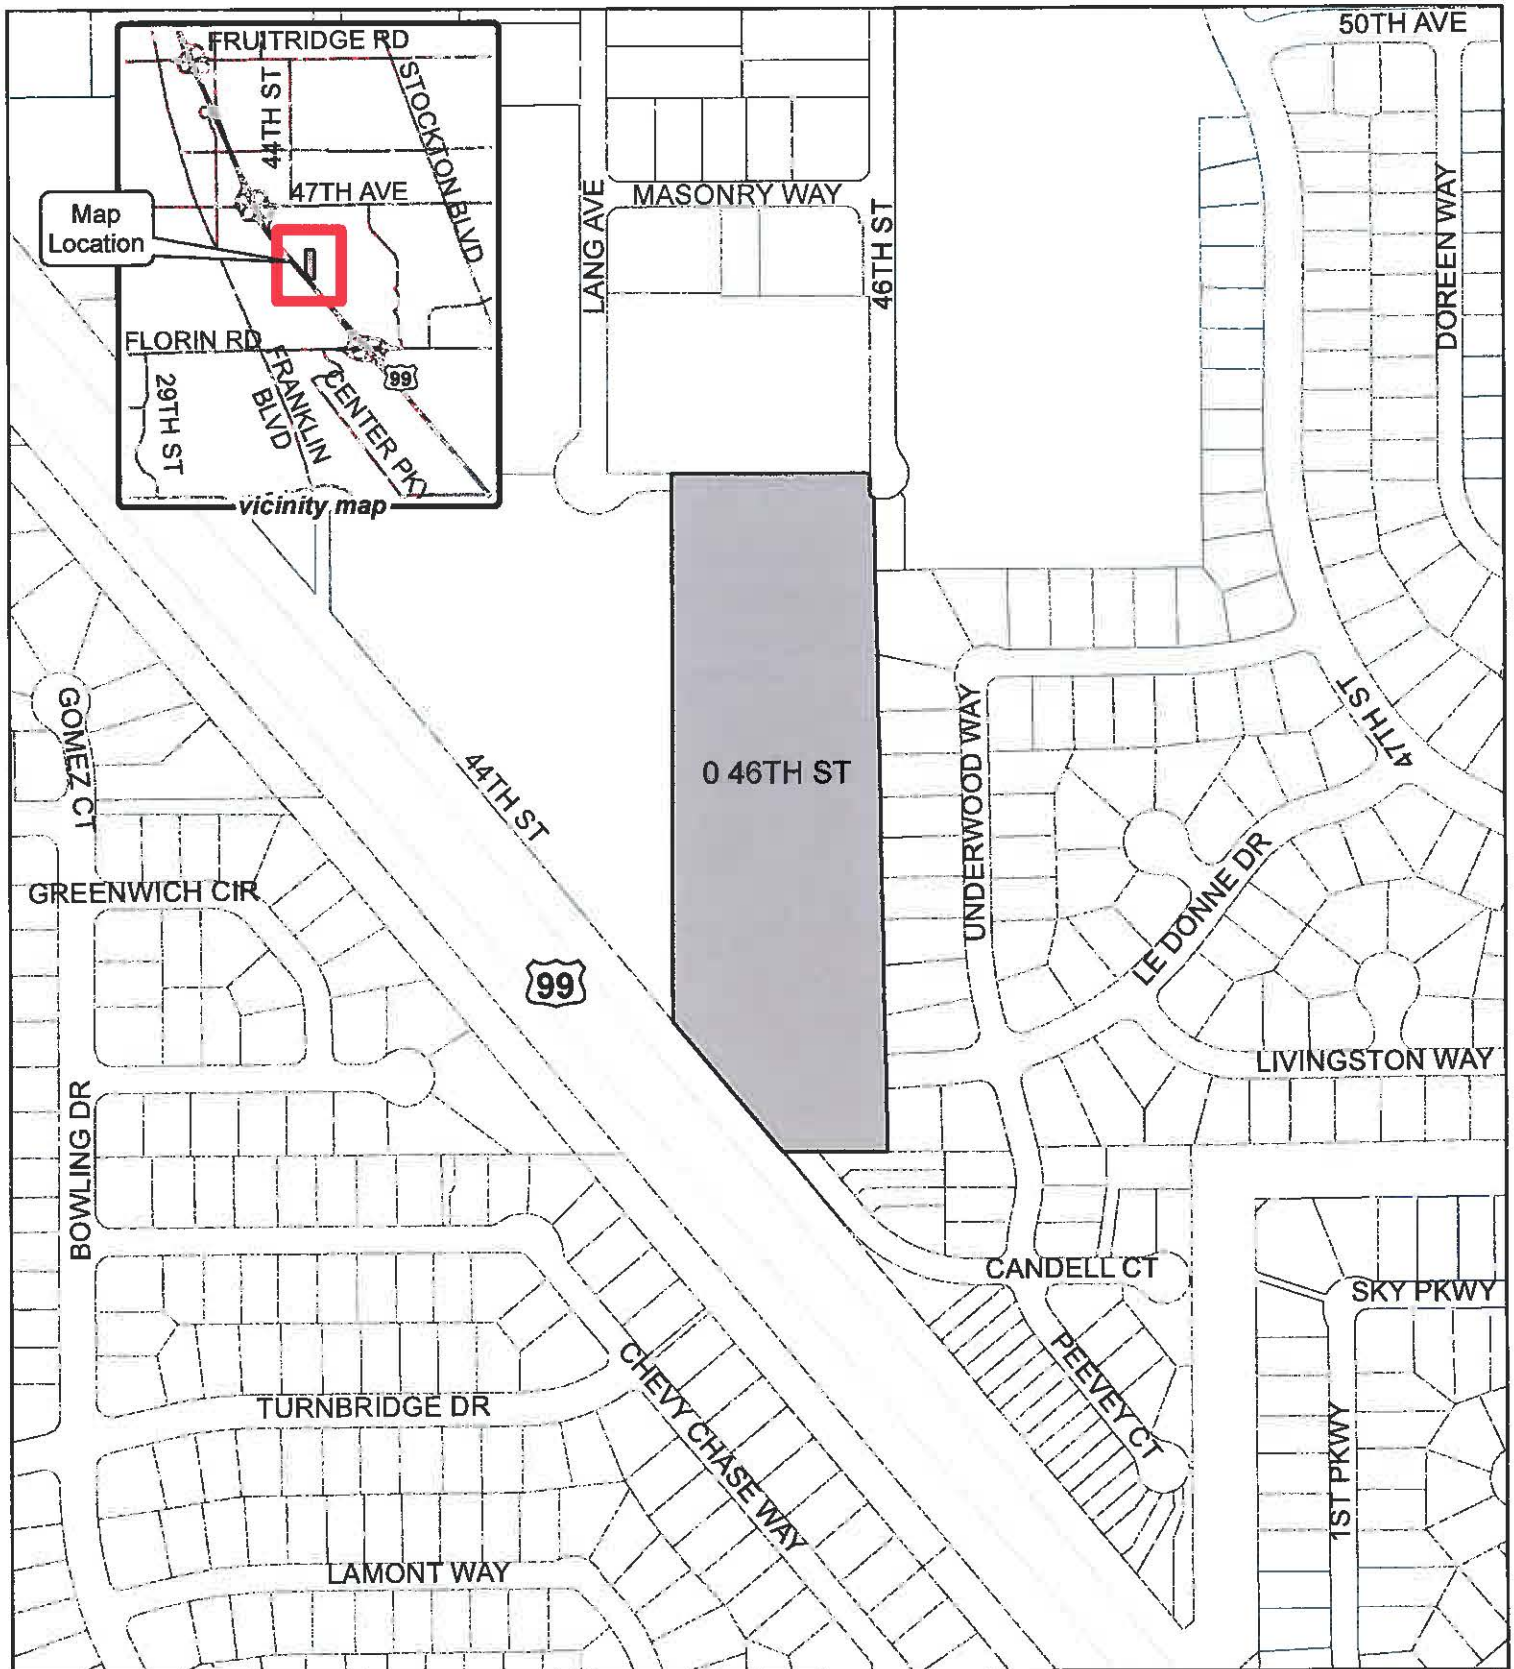 50TH AVE
FRUITRIDGE RD
44TH ST
STOCKTON BLVD
47TH AVE
Map
Location
FLORIN RD
29TH ST
FRANKLIN
BLVD
CENTER PKY
99
vicinity map
LANG AVE
MASONRY WAY
46TH ST
DOREEN WAY
GOMEZ CT
44TH ST
0 46TH ST
UNDERWOOD WAY
47TH ST
GREENWICH CIR
99
LE DONNE DR
LIVINGSTON WAY
BOWLING DR
CANDELL CT
SKY PKWY
PEEVEY CT
CHEVY CHASE WAY
TURNBRIDGE DR
1ST PKWY
LAMONT WAY